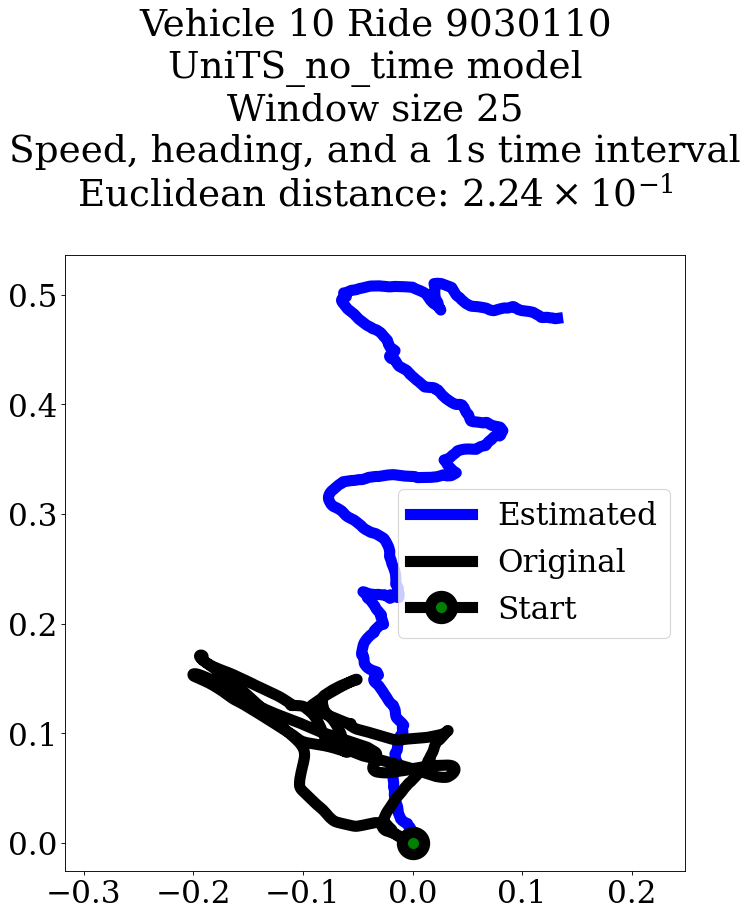 Vehicle 10 Ride 9030110
UniTS_no_time model
Window size 25
Speed, heading, and a 1s time interval
Euclidean distance: 2.24 × 10⁻¹
0.5
0.4
0.3
0.2
0.1
0.0
Estimated
Original
Start
−0.3 −0.2 −0.1 0.0 0.1 0.2